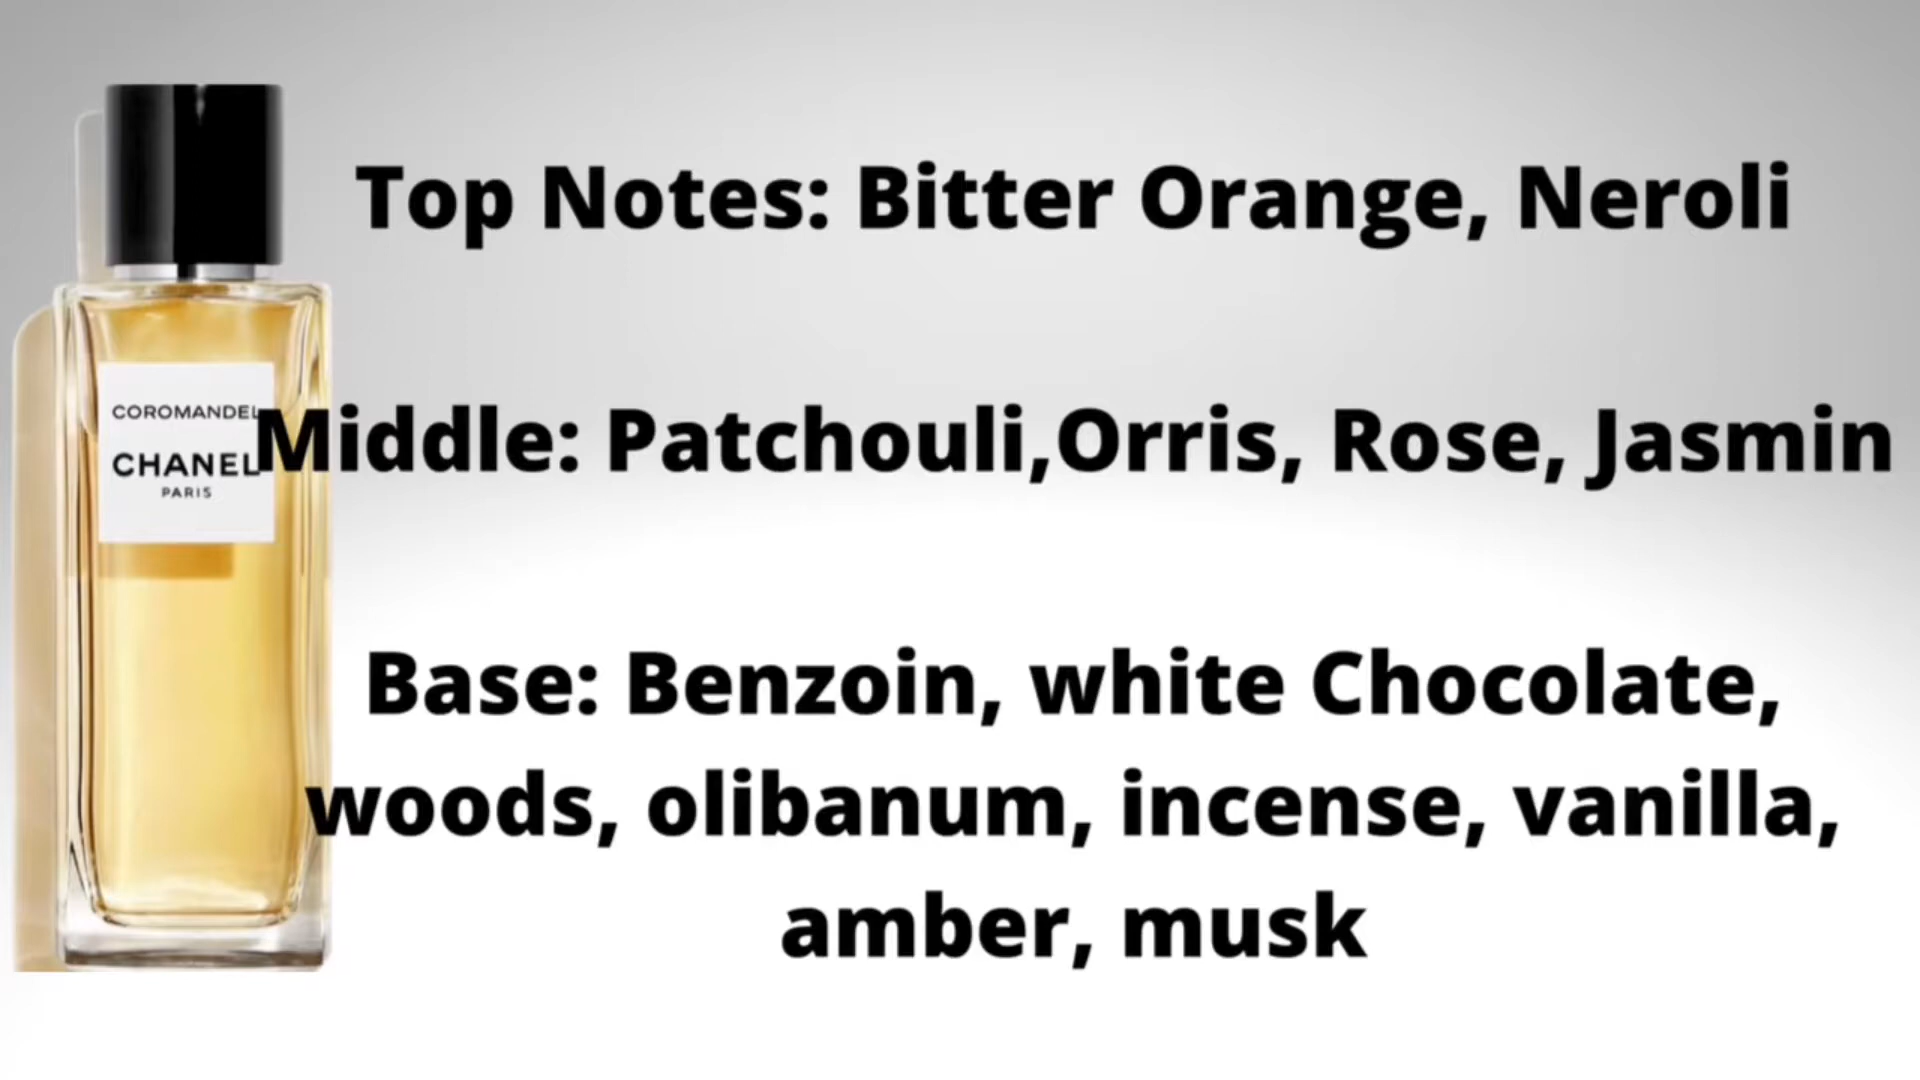 Top Notes: Bitter Orange, Neroli
COROMANDEL
CHANEL
PARIS
Middle: Patchouli,Orris, Rose, Jasmin
Base: Benzoin, white Chocolate,
woods, olibanum, incense, vanilla,
amber, musk